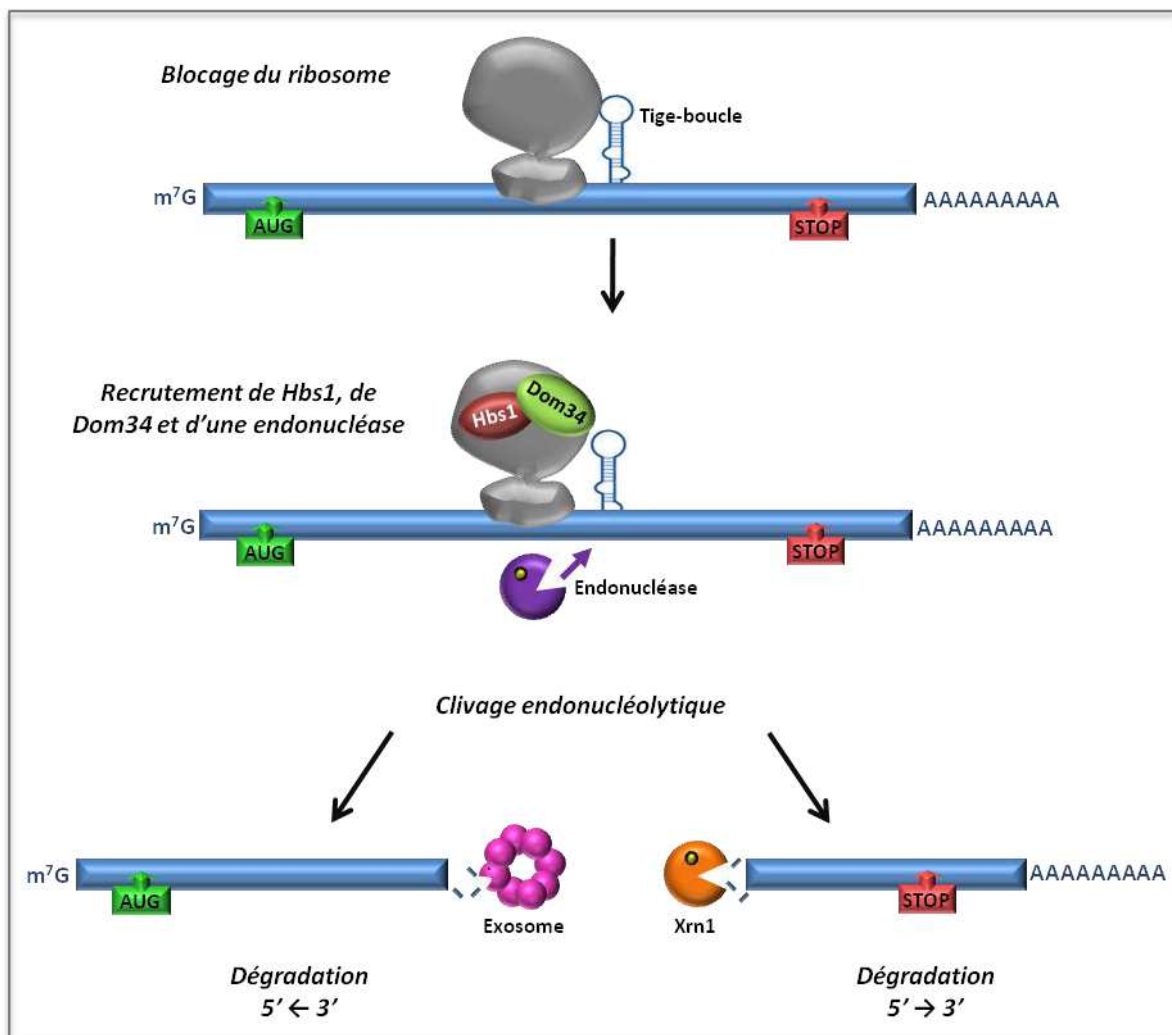 Blocage du ribosome
Tige-boucle
m⁷G
AUG
STOP
AAAAAAAAA
Recrutement de Hbs1, de
Dom34 et d’une endonucléase
Hbs1
Dom34
m⁷G
AUG
STOP
AAAAAAAAA
Endonucléase
Clivage endonucléolytique
m⁷G
AUG
Exosome
Xrn1
STOP
AAAAAAAAA
Dégradation
5’ ← 3’
Dégradation
5’ → 3’